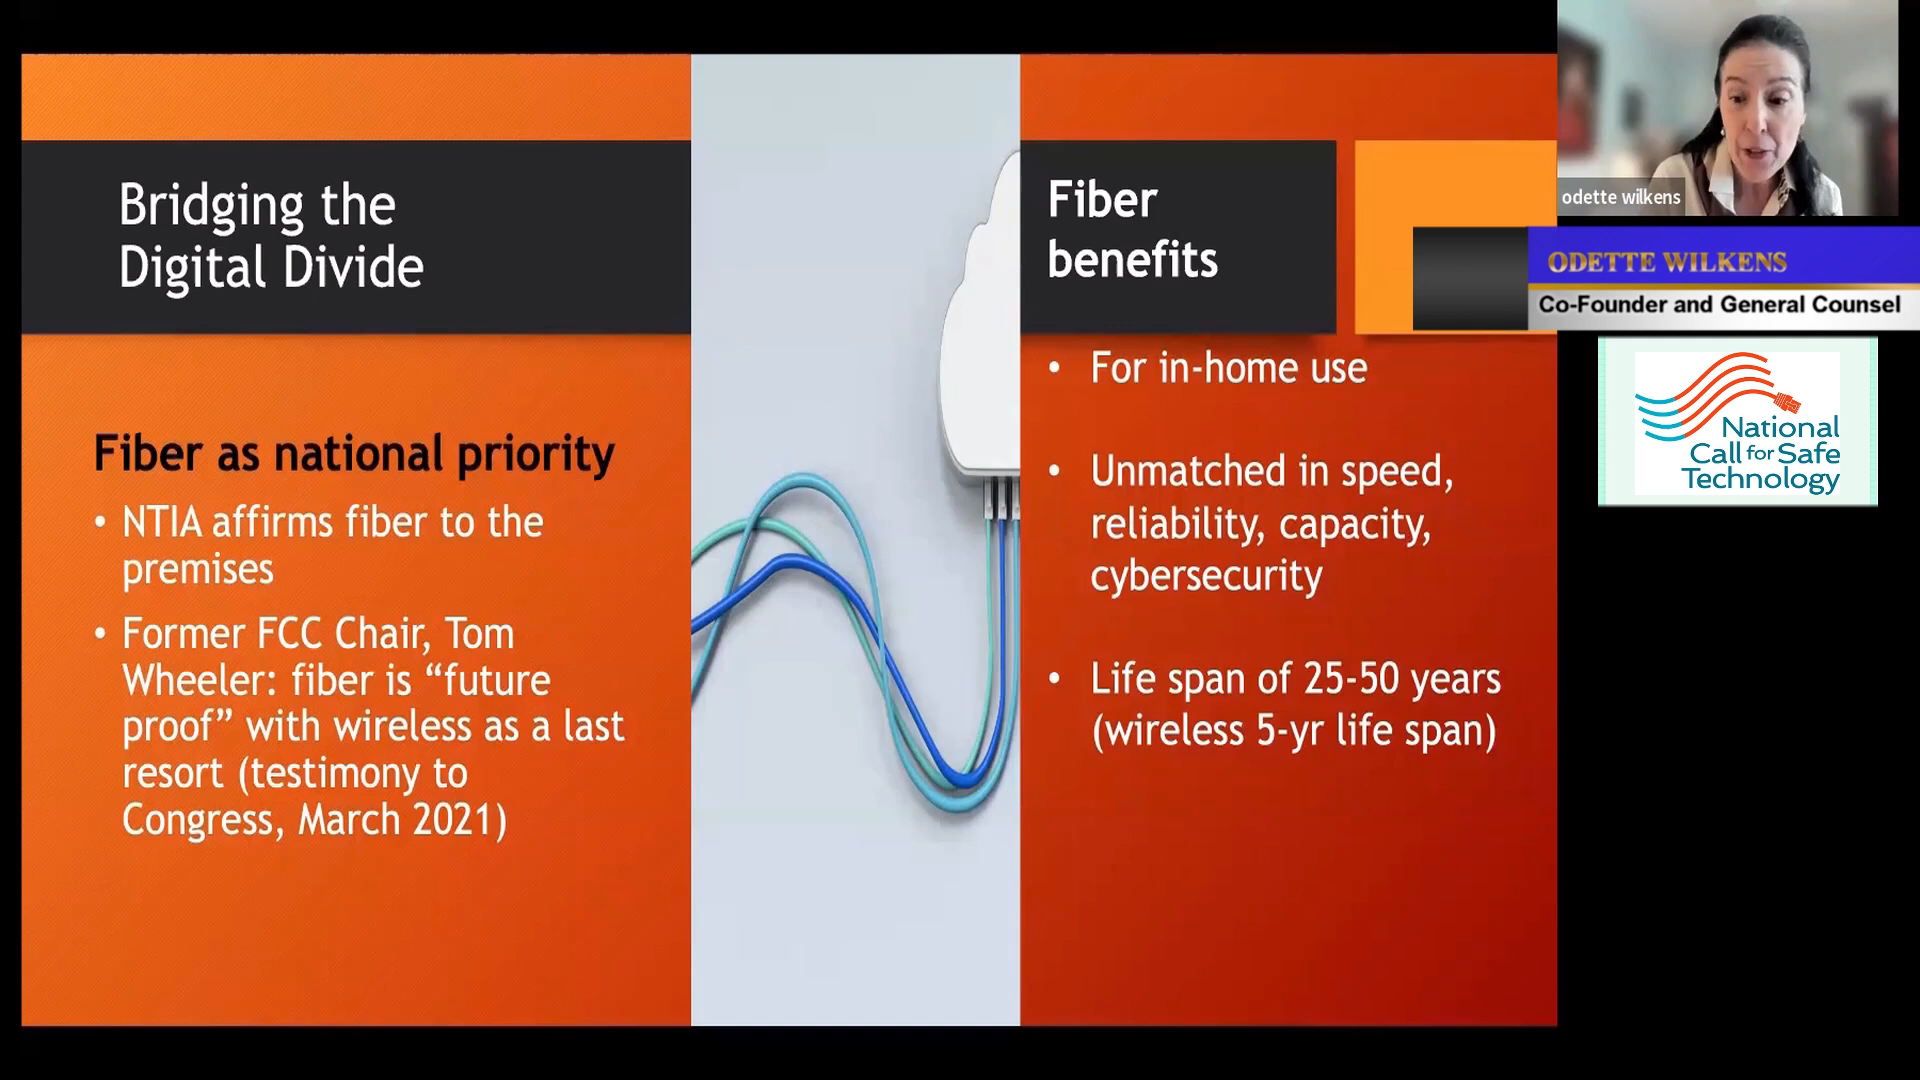 Bridging the
Digital Divide
Fiber as national priority
• NTIA affirms fiber to the
premises
• Former FCC Chair, Tom
Wheeler: fiber is “future
proof” with wireless as a last
resort (testimony to
Congress, March 2021)
Fiber
benefits
• For in-home use
• Unmatched in speed,
reliability, capacity,
cybersecurity
• Life span of 25-50 years
(wireless 5-yr life span)
odette wilkens
ODETTE WILKENS
Co-Founder and General Counsel
National
Call for Safe
Technology